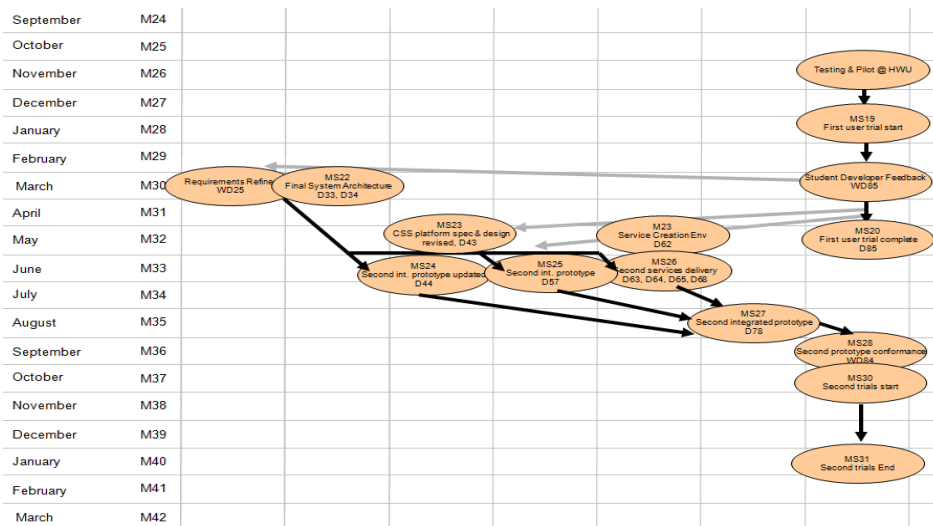 September M24
October M25
November M26
December M27
January M28
February M29
March M30
April M31
May M32
June M33
July M34
August M35
September M36
October M37
November M38
December M39
January M40
February M41
March M42
Testing & Pilot @ HWU
MS19
First user trial start
Requirements Refine
WD25
MS22
Final System Architecture
D33, D34
Student Developer Feedback
WD85
MS23
CSS platform spec & design
revised, D43
M23
Service Creation Env
D62
MS20
First user trial complete
D85
MS24
Second int. prototype updated
D44
MS25
Second int. prototype
D57
MS26
Second services delivery
D63, D64, D65, D68
MS27
Second integrated prototype
D78
MS28
Second prototype conformance
WD84
MS30
Second trials start
MS31
Second trials End